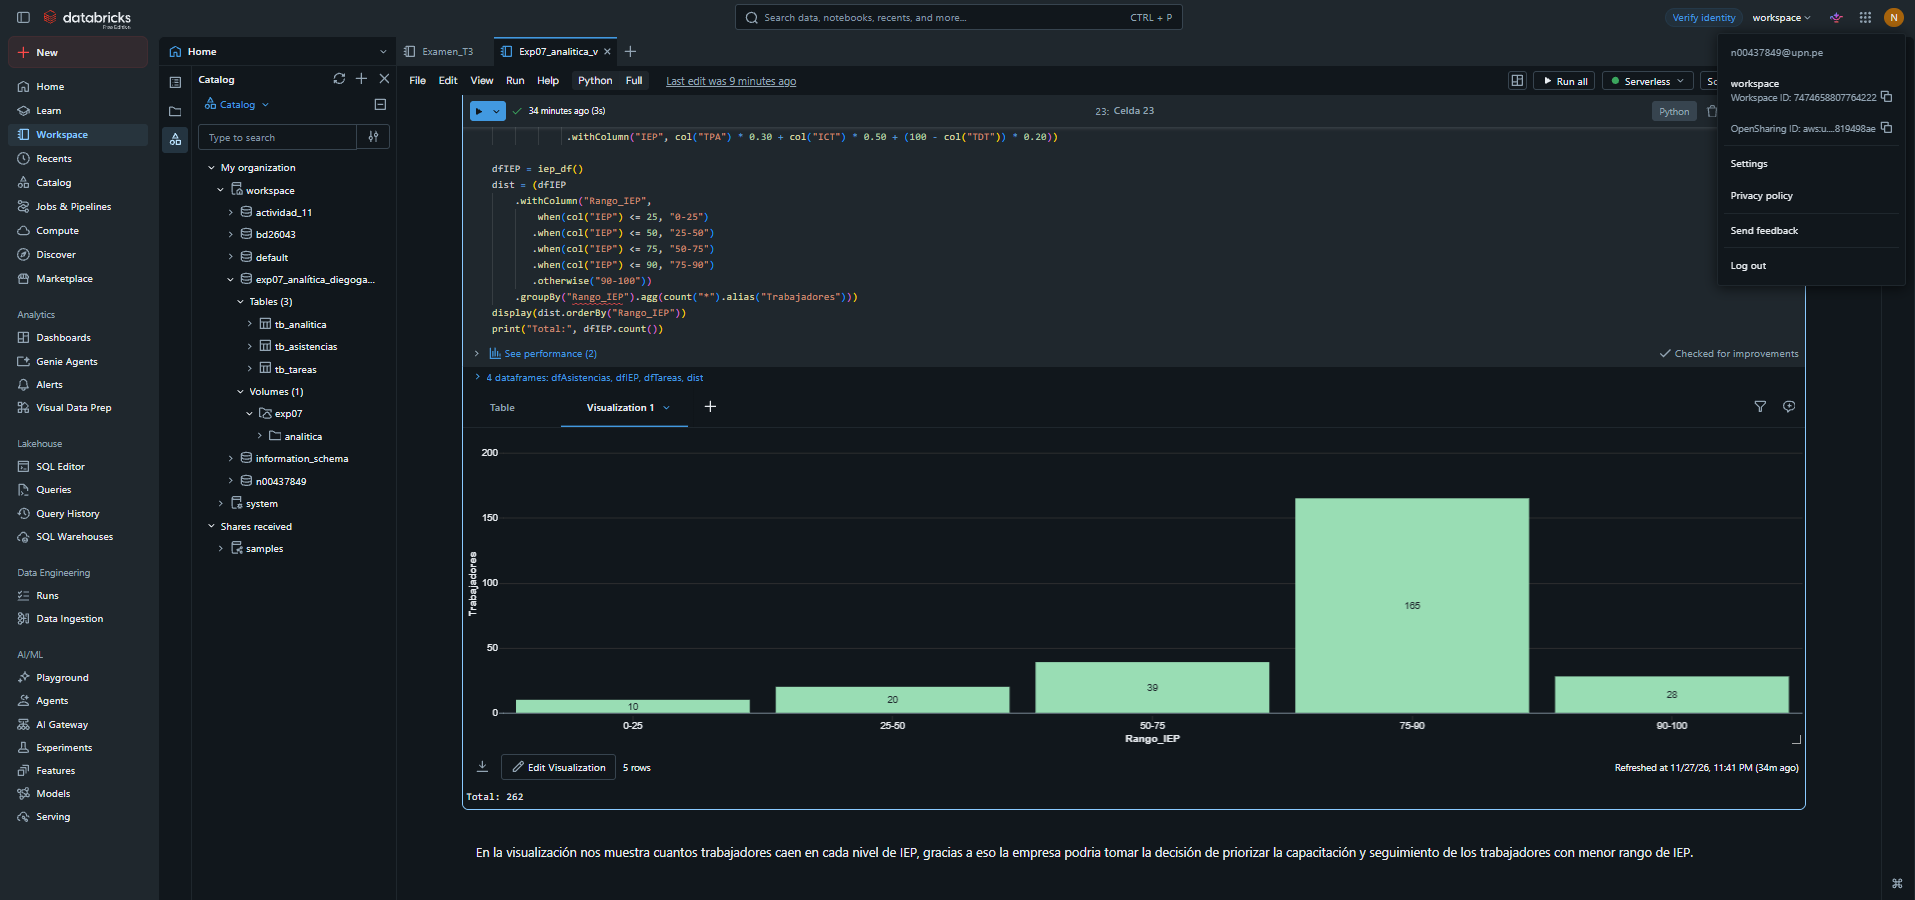 databricks
Free Edition
Search data, notebooks, recents, and more...
CTRL + P
Verify identity
workspace
N
New
Home
Learn
Workspace
Recents
Catalog
Jobs & Pipelines
Compute
Discover
Marketplace
Analytics
Dashboards
Genie Agents
Alerts
Visual Data Prep
Lakehouse
SQL Editor
Queries
Query History
SQL Warehouses
Data Engineering
Runs
Data Ingestion
AI/ML
Playground
Agents
AI Gateway
Experiments
Features
Models
Serving
Home
Catalog
Catalog
Type to search
My organization
workspace
actividad_11
bd26043
default
exp07_analitica_diegoga...
Tables (3)
tb_analitica
tb_asistencias
tb_tareas
Volumes (1)
exp07
analitica
information_schema
n00437849
system
Shares received
samples
Examen_T3
Exp07_analitica_v
File Edit View Run Help Python Full Last edit was 9 minutes ago
Run all
Serverless
Sc
34 minutes ago (3s)
23: Celda 23
Python
.withColumn("IEP", col("TPA") * 0.30 + col("ICT") * 0.50 + (100 - col("TDT")) * 0.20))
dfIEP = iep_df()
dist = (dfIEP
.withColumn("Rango_IEP",
when(col("IEP") <= 25, "0-25")
.when(col("IEP") <= 50, "25-50")
.when(col("IEP") <= 75, "50-75")
.when(col("IEP") <= 90, "75-90")
.otherwise("90-100"))
.groupBy("Rango_IEP").agg(count("*").alias("Trabajadores")))
display(dist.orderBy("Rango_IEP"))
print("Total:", dfIEP.count())
See performance (2)
Checked for improvements
4 dataframes: dfAsistencias, dfIEP, dfTareas, dist
Table
Visualization 1
200
150
100
50
0
Trabajadores
10
20
39
165
28
0-25
25-50
50-75
75-90
90-100
Rango_IEP
Edit Visualization
5 rows
Refreshed at 11/27/26, 11:41 PM (34m ago)
Total: 262
En la visualización nos muestra cuantos trabajadores caen en cada nivel de IEP, gracias a eso la empresa podria tomar la decisión de priorizar la capacitación y seguimiento de los trabajadores con menor rango de IEP.
n00437849@upn.pe
workspace
Workspace ID: 7474658807764222
OpenSharing ID: aws:u....819498ae
Settings
Privacy policy
Send feedback
Log out